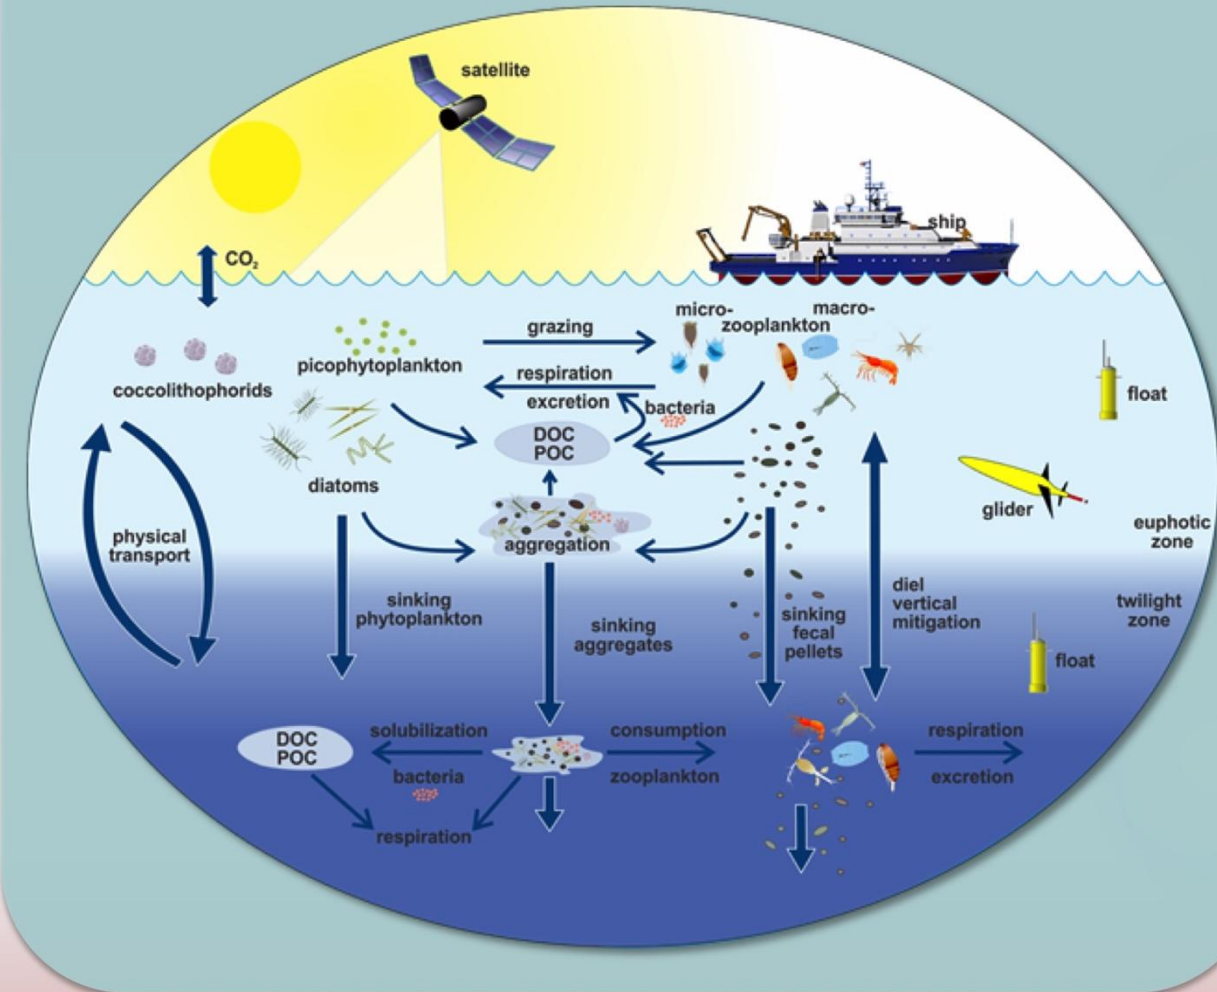 satellite
ship
CO₂
micro-
macro-
zooplankton
grazing
picophytoplankton
coccolithophorids
respiration
excretion
bacteria
float
DOC
POC
diatoms
glider
aggregation
physical
transport
euphotic
zone
sinking
phytoplankton
sinking
aggregates
sinking
fecal
pellets
diel
vertical
mitigation
twilight
zone
float
DOC
POC
solubilization
bacteria
consumption
zooplankton
respiration
excretion
respiration